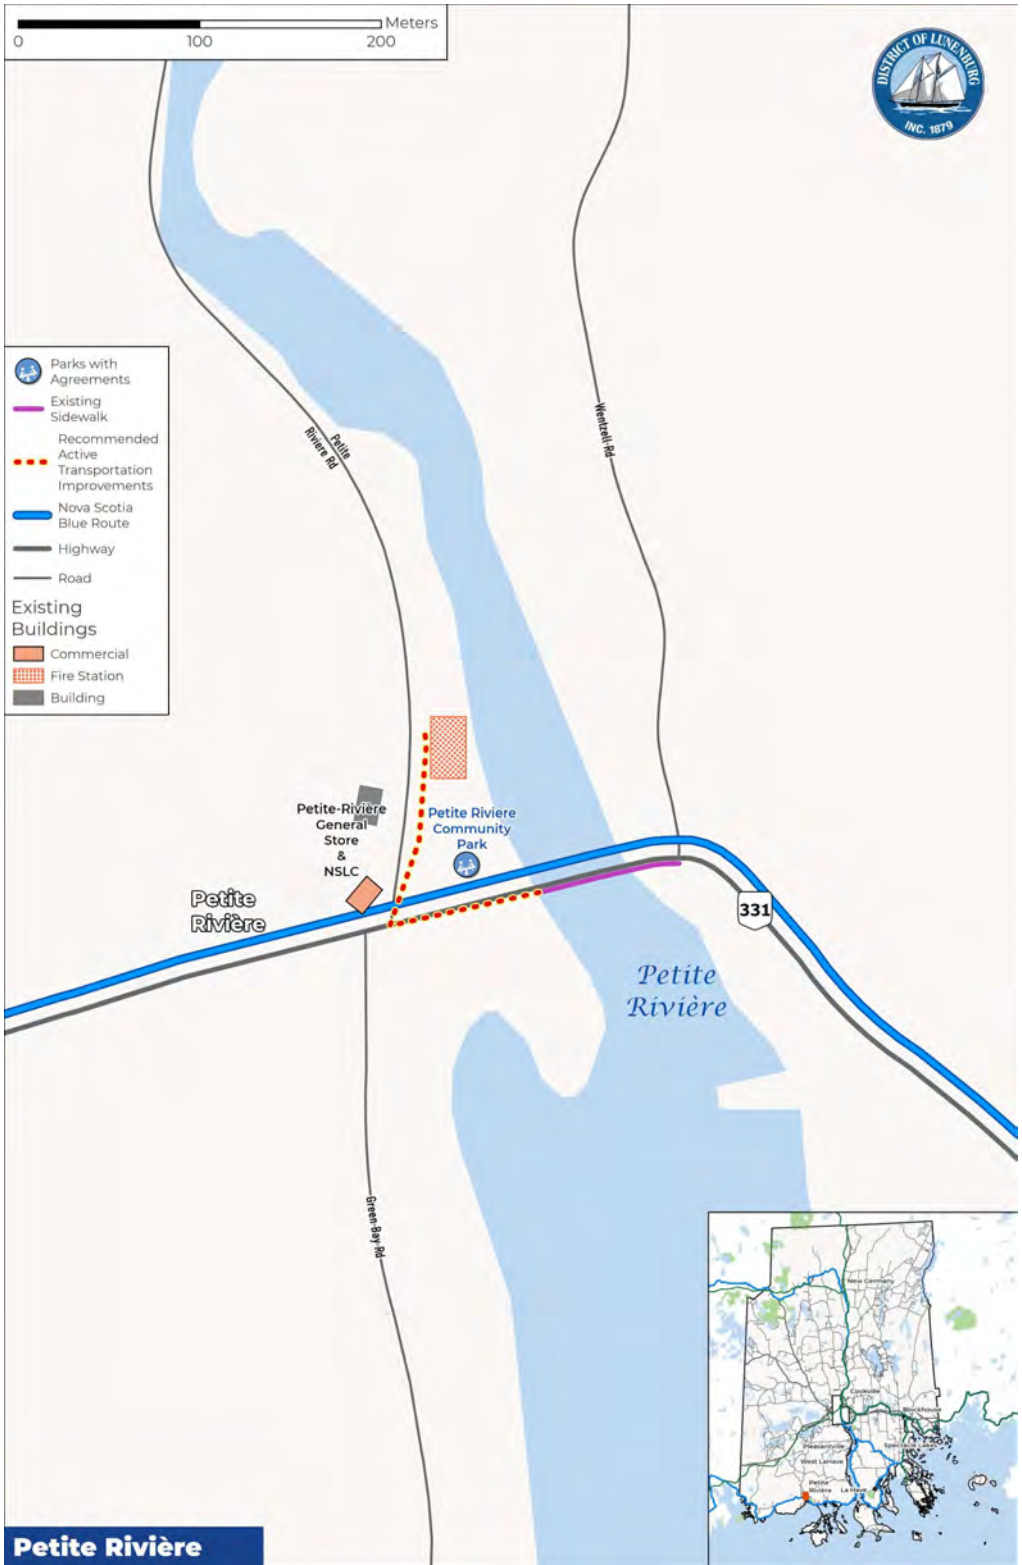 Meters
0 100 200
DISTRICT OF LUNENBURG
INC. 1879
Parks with
Agreements
Existing
Sidewalk
Recommended
Active
Transportation
Improvements
Nova Scotia
Blue Route
Highway
Road
Existing
Buildings
Commercial
Fire Station
Building
Petite
Riviere Rd
Wentzell Rd
Petite-Rivière
General
Store
&
NSLC
Petite Riviere
Community
Park
Petite
Rivière
331
Petite
Rivière
Green Bay Rd
New Germany
Cookville
Blockhouse
Pleasantville
Spectacle Lakes
West LaHave
Petite
Rivière
La Have
Petite Rivière